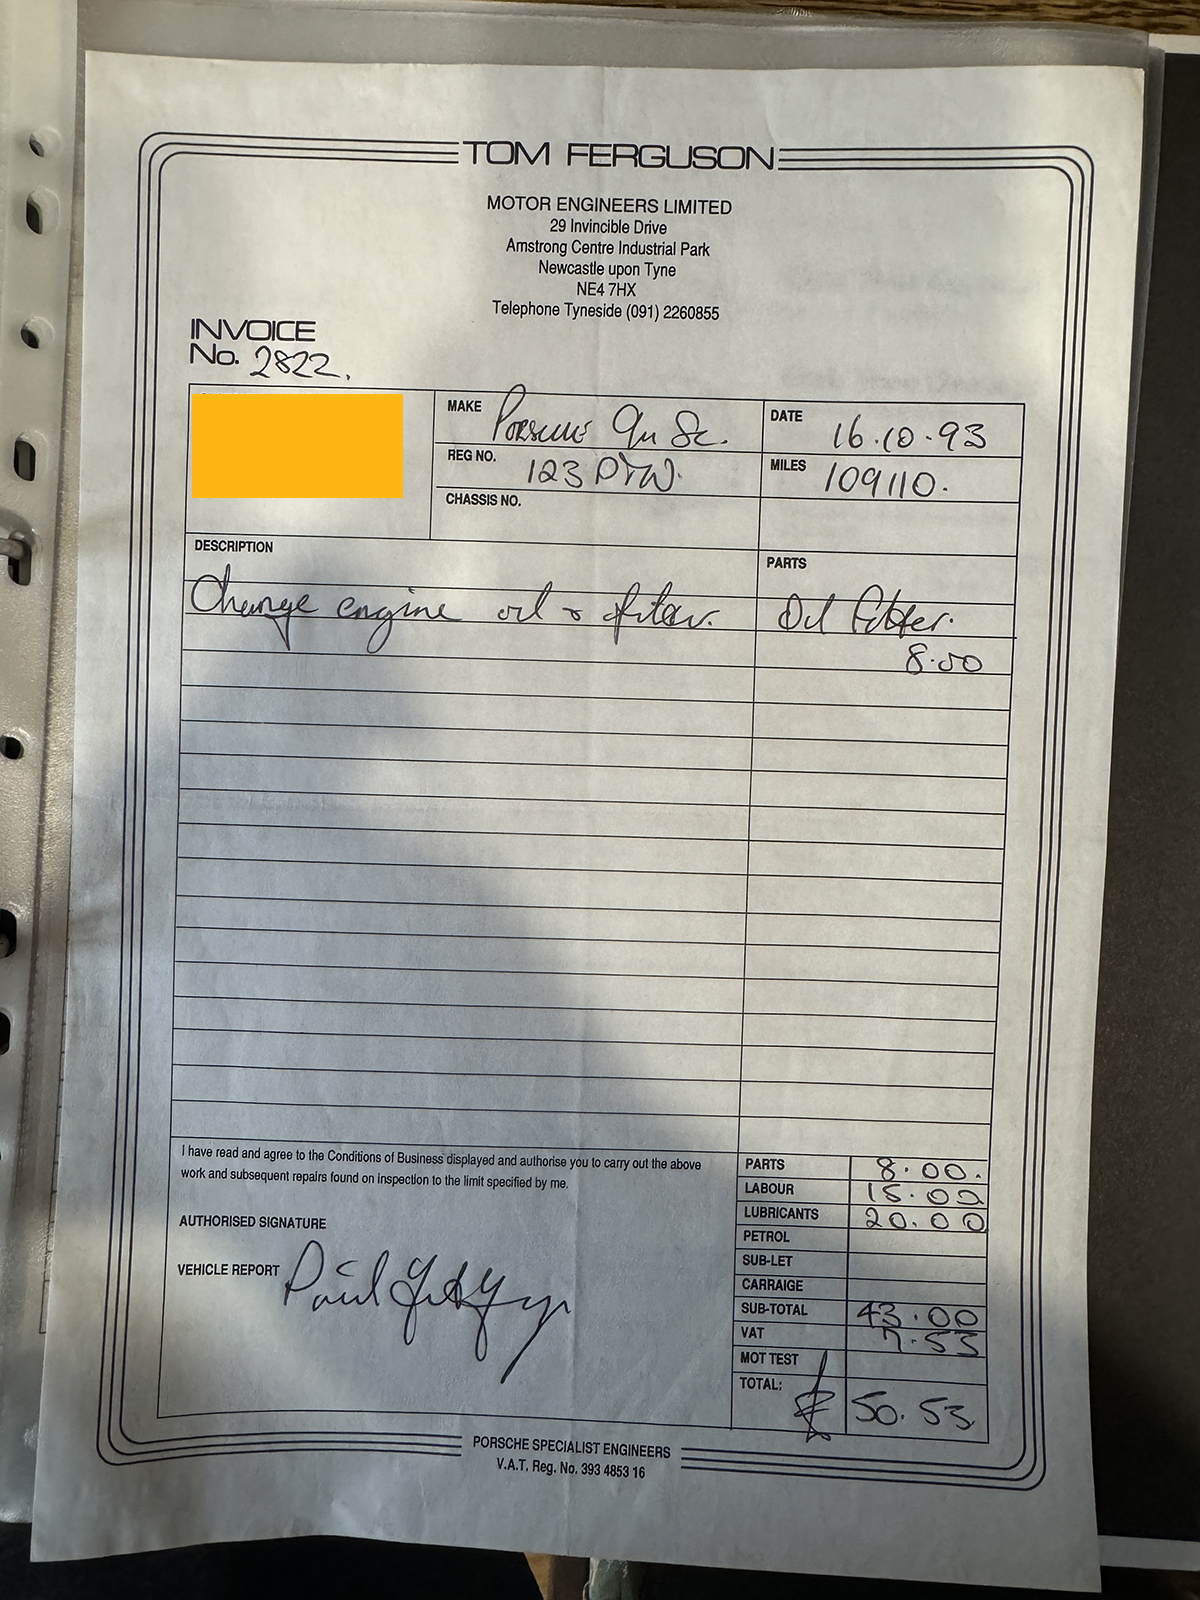 TOM FERGUSON
MOTOR ENGINEERS LIMITED
29 Invincible Drive
Amstrong Centre Industrial Park
Newcastle upon Tyne
NE4 7HX
Telephone Tyneside (091) 2260855
INVOICE
No. 2822.
MAKE Porsche 911 Sc.
DATE 16.10.93
REG NO. 123 PYW.
MILES 109110.
CHASSIS NO.
DESCRIPTION
PARTS
Change engine oil & filter.
Oil Filter.
8.00
I have read and agree to the Conditions of Business displayed and authorise you to carry out the above
work and subsequent repairs found on inspection to the limit specified by me.
AUTHORISED SIGNATURE
VEHICLE REPORT Paid
PARTS 8.00.
LABOUR 15.00
LUBRICANTS 20.00
PETROL
SUB-LET
CARRAIGE
SUB-TOTAL 43.00
VAT 7.53
MOT TEST
TOTAL: £ 50.53
PORSCHE SPECIALIST ENGINEERS
V.A.T. Reg. No. 393 4853 16